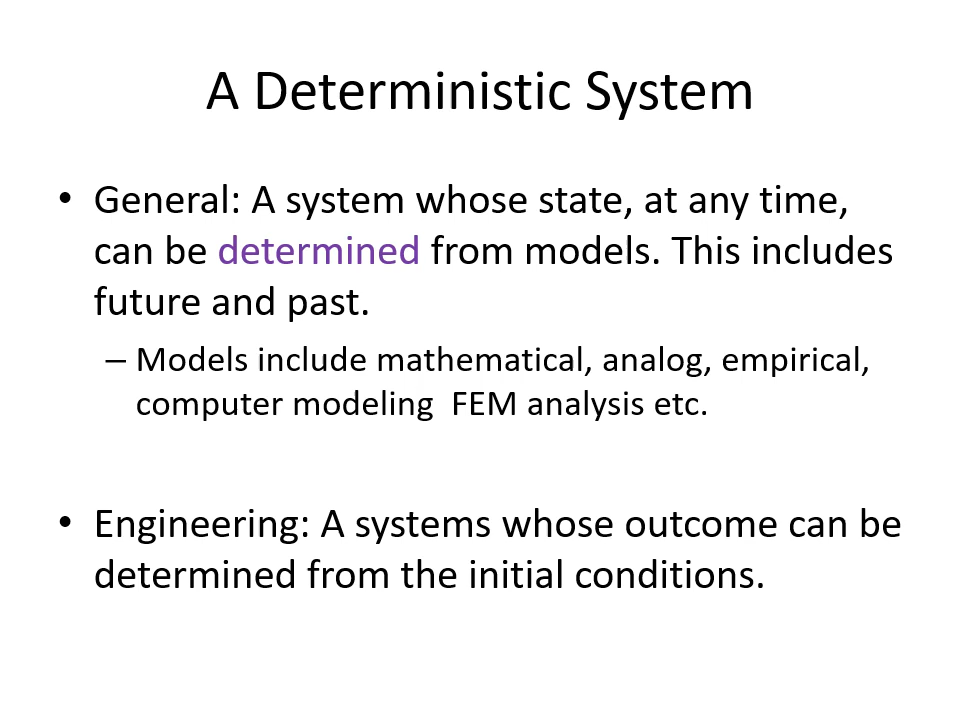 A Deterministic System
• General: A system whose state, at any time,
can be determined from models. This includes
future and past.
– Models include mathematical, analog, empirical,
computer modeling  FEM analysis etc.
• Engineering: A systems whose outcome can be
determined from the initial conditions.